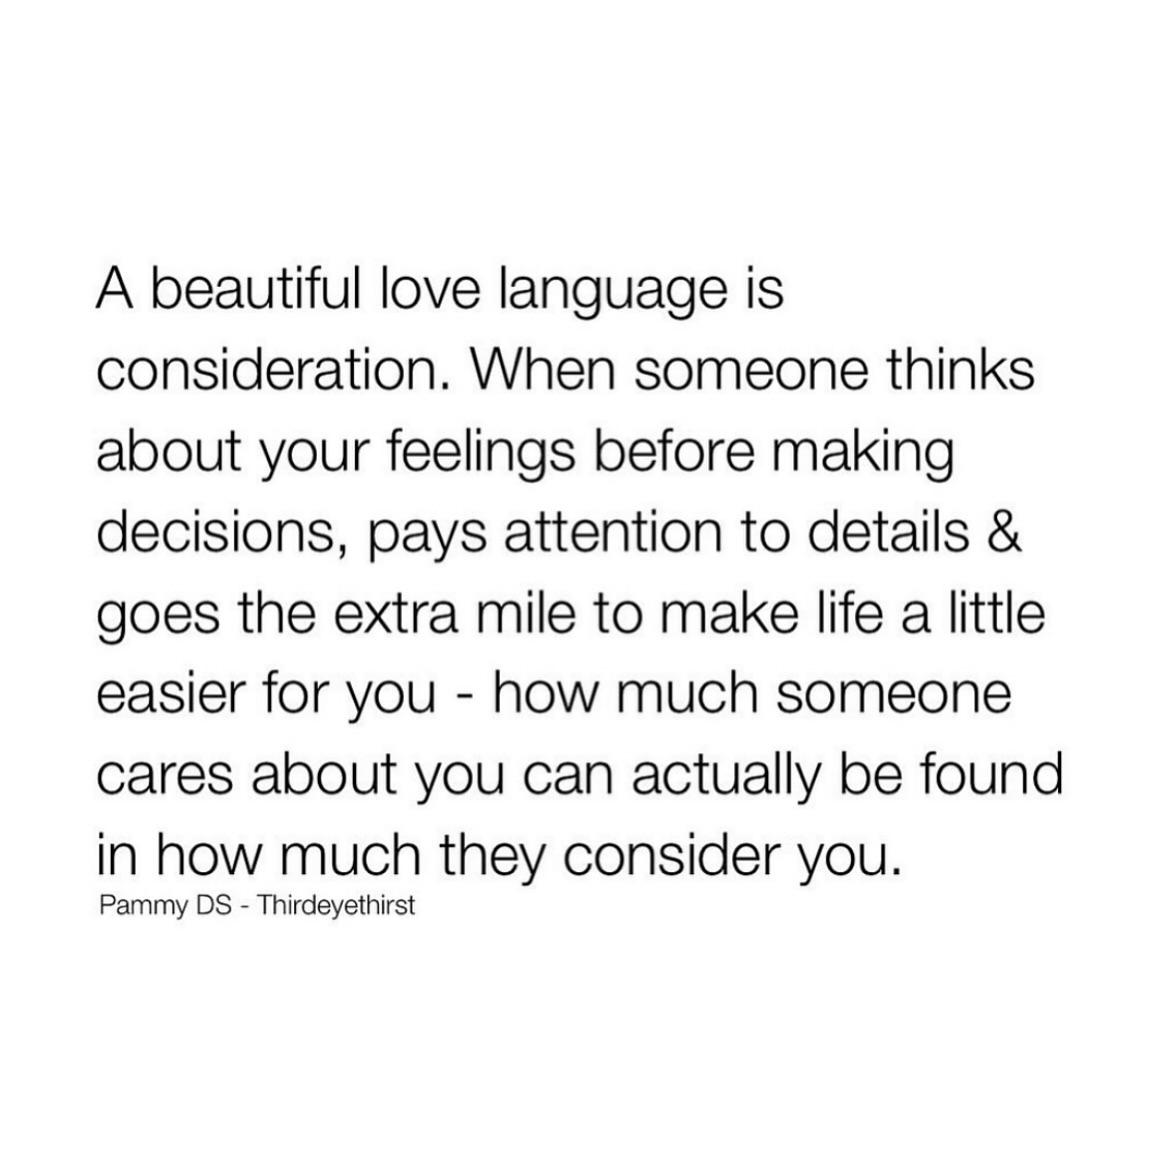 A beautiful love language is
consideration. When someone thinks
about your feelings before making
decisions, pays attention to details &
goes the extra mile to make life a little
easier for you - how much someone
cares about you can actually be found
in how much they consider you.
Pammy DS - Thirdeyethirst